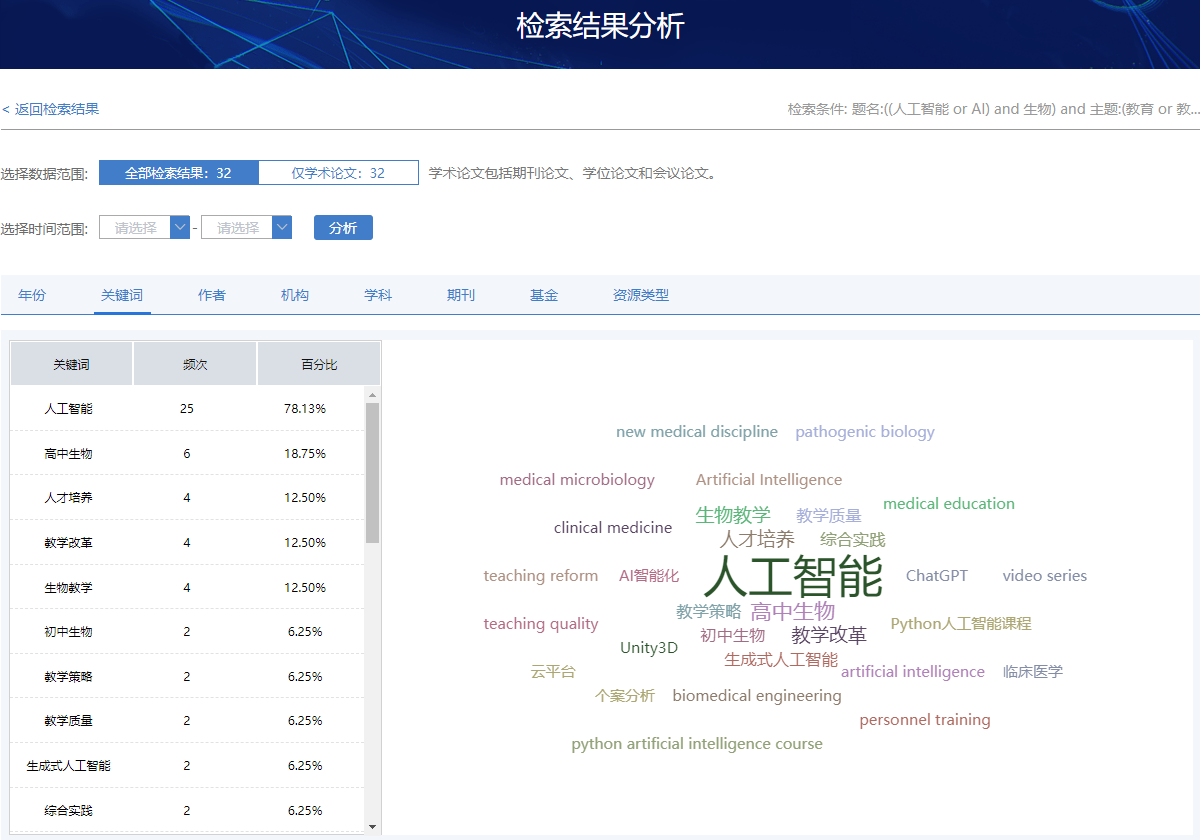 检索结果分析
< 返回检索结果
检索条件: 题名:((人工智能 or AI) and 生物) and 主题:(教育 or 教...
选择数据范围: 全部检索结果：32 仅学术论文：32 学术论文包括期刊论文、学位论文和会议论文。
选择时间范围: 请选择 - 请选择 分析
年份 关键词 作者 机构 学科 期刊 基金 资源类型
关键词 频次 百分比
人工智能 25 78.13%
高中生物 6 18.75%
人才培养 4 12.50%
教学改革 4 12.50%
生物教学 4 12.50%
初中生物 2 6.25%
教学策略 2 6.25%
教学质量 2 6.25%
生成式人工智能 2 6.25%
综合实践 2 6.25%
new medical discipline pathogenic biology
medical microbiology Artificial Intelligence
medical education
生物教学 教学质量
clinical medicine
人才培养 综合实践
teaching reform AI智能化 人工智能 ChatGPT video series
教学策略 高中生物
teaching quality Python人工智能课程
初中生物 教学改革
Unity3D
生成式人工智能
云平台 artificial intelligence 临床医学
个案分析 biomedical engineering
personnel training
python artificial intelligence course